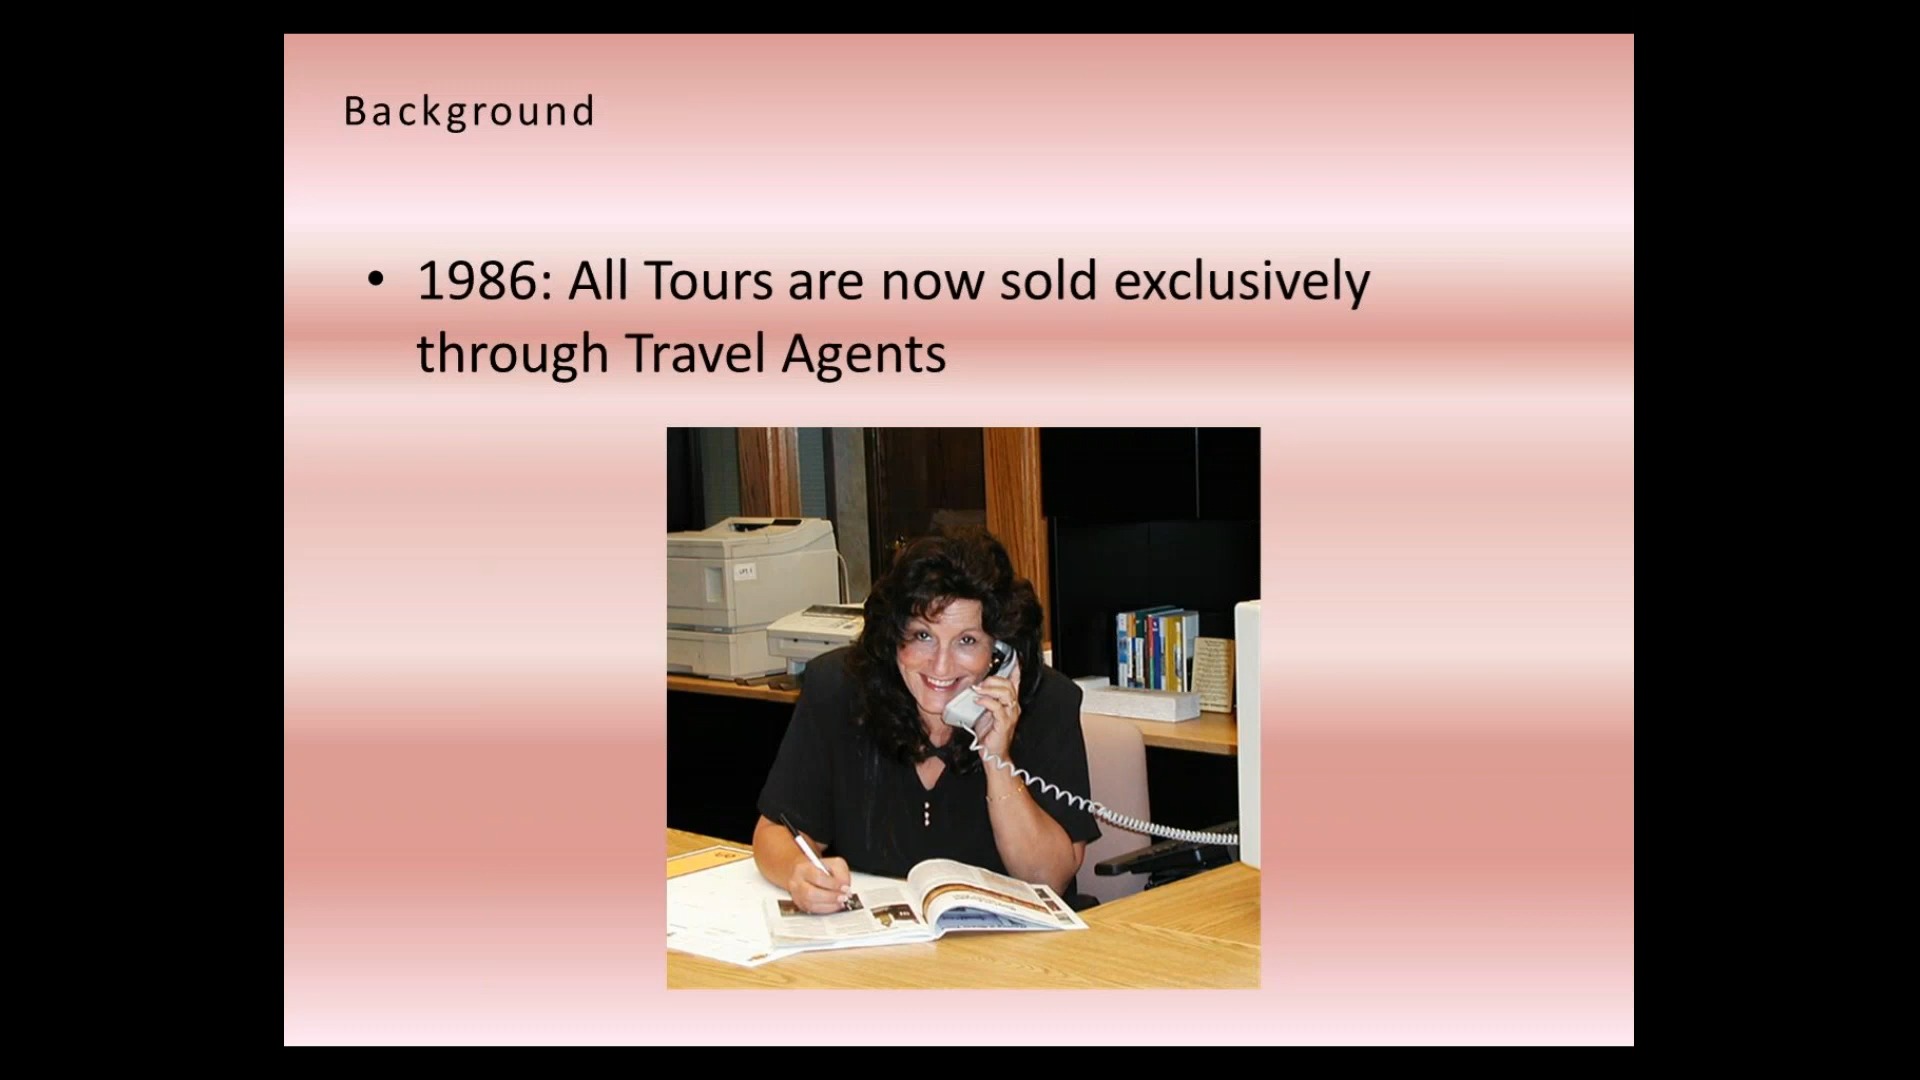 Background
• 1986: All Tours are now sold exclusively
through Travel Agents